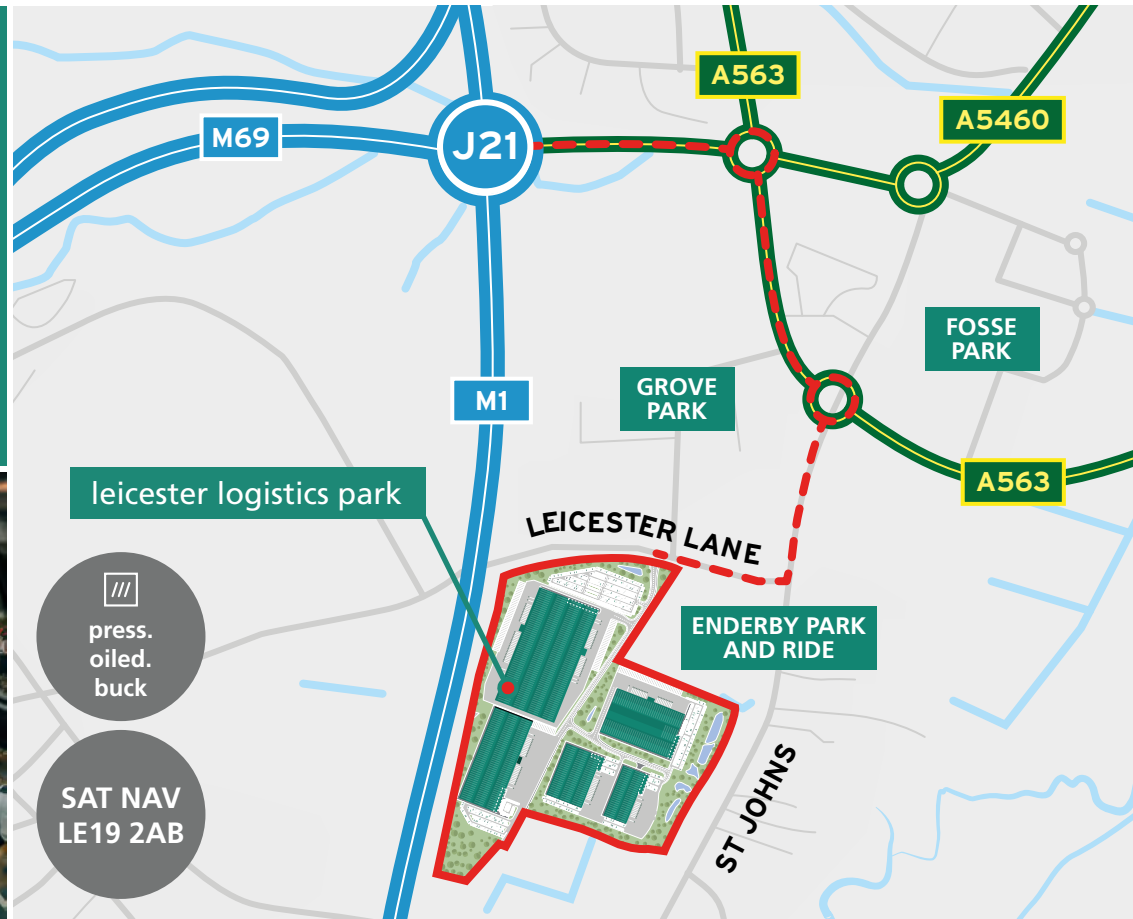 A563
A5460
M69
J21
FOSSE
PARK
GROVE
PARK
M1
A563
leicester logistics park
LEICESTER LANE
///
press.
oiled.
buck
ENDERBY PARK
AND RIDE
SAT NAV
LE19 2AB
ST JOHNS